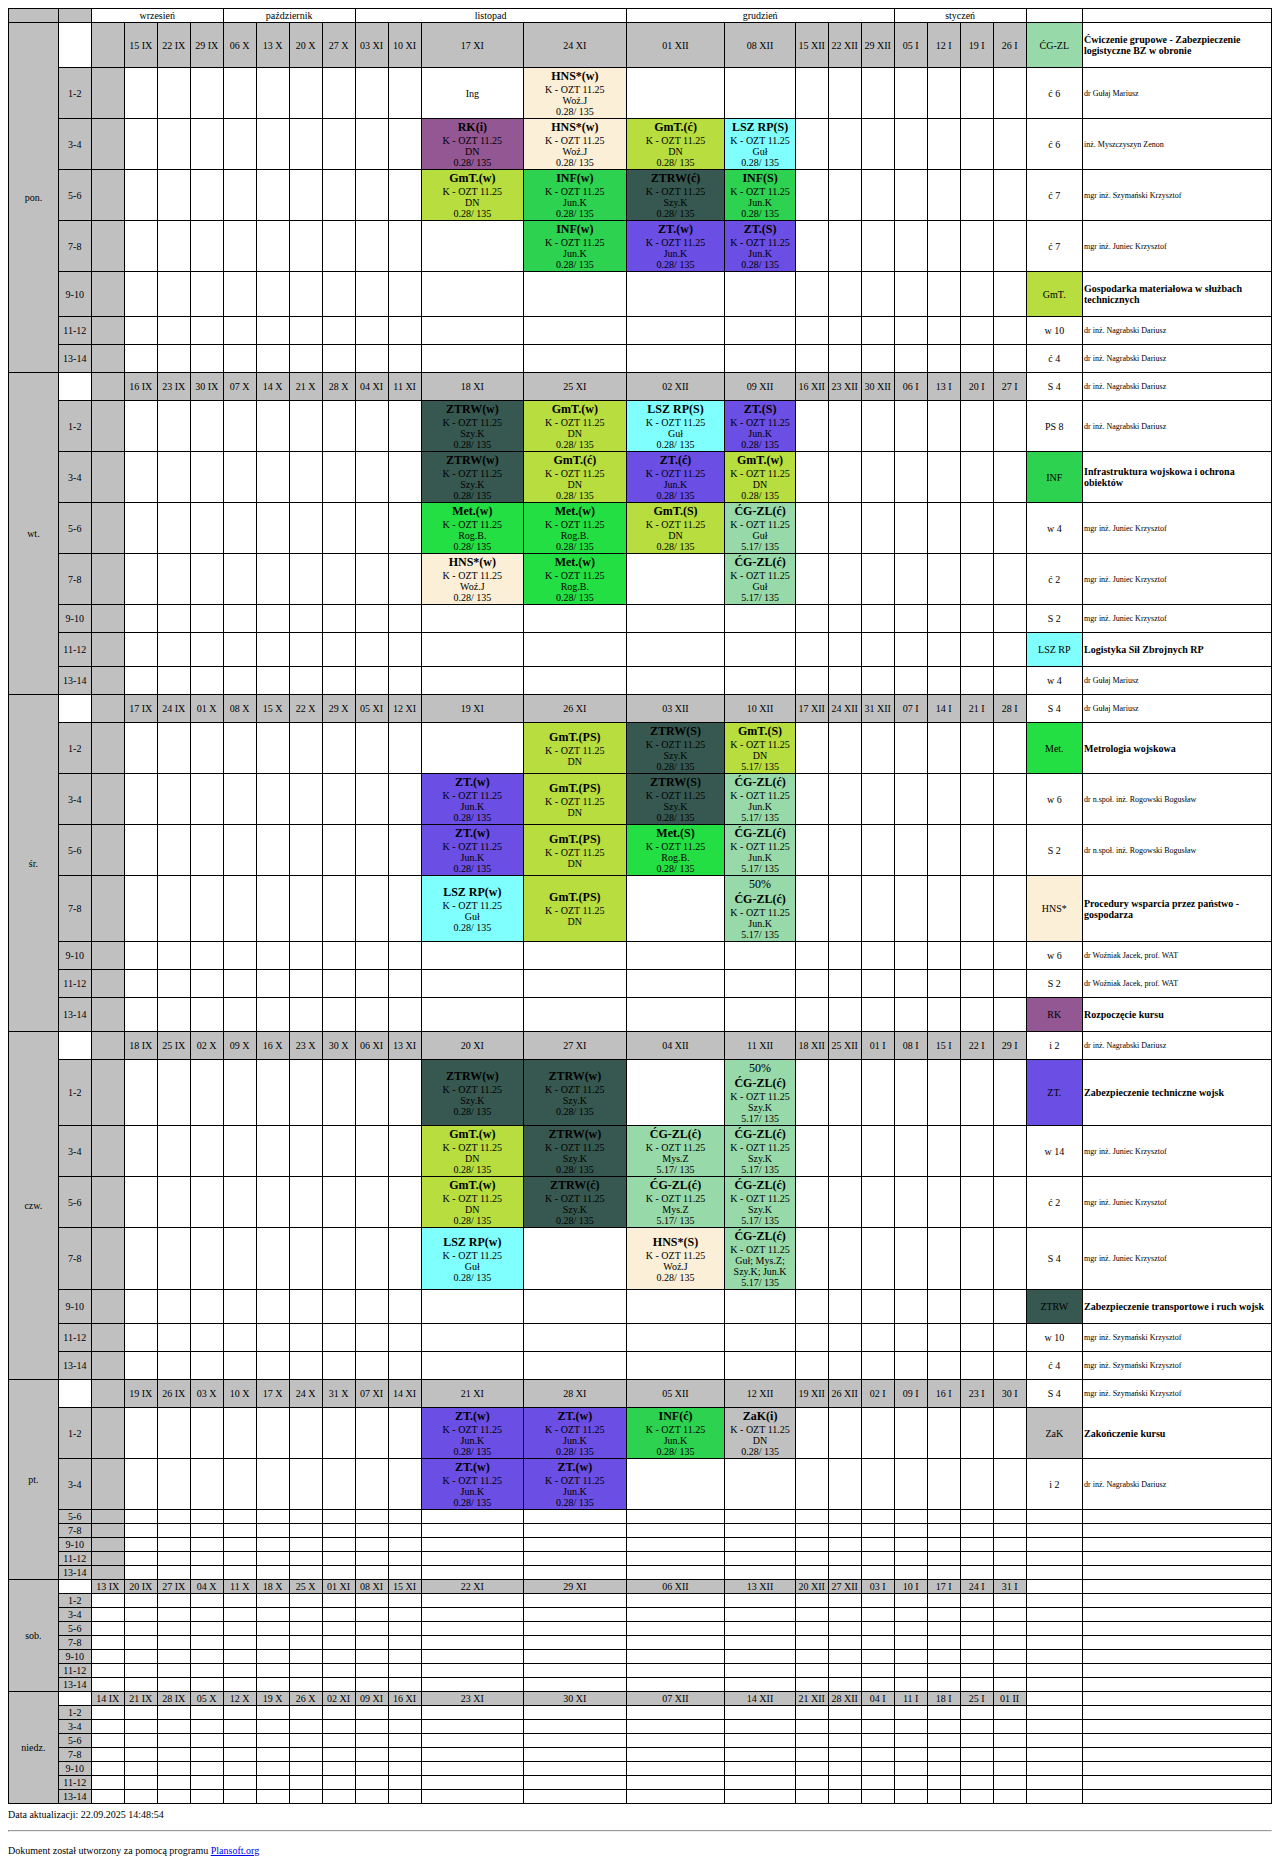 wrzesień październik listopad grudzień styczeń
pon. 15 IX 22 IX 29 IX 06 X 13 X 20 X 27 X 03 XI 10 XI 17 XI 24 XI 01 XII 08 XII 15 XII 22 XII 29 XII 05 I 12 I 19 I 26 I ĆG-ZL Ćwiczenie grupowe - Zabezpieczenie
logistyczne BZ w obronie
1-2 Ing HNS*(w) ć 6 dr Gułaj Mariusz
K - OZT 11.25
Woź.J
0.28/ 135
3-4 RK(i) HNS*(w) GmT.(ć) LSZ RP(S) ć 6 inż. Myszczyszyn Zenon
K - OZT 11.25 K - OZT 11.25 K - OZT 11.25 K - OZT 11.25
DN Woź.J DN Guł
0.28/ 135 0.28/ 135 0.28/ 135 0.28/ 135
5-6 GmT.(w) INF(w) ZTRW(ć) INF(S) ć 7 mgr inż. Szymański Krzysztof
K - OZT 11.25 K - OZT 11.25 K - OZT 11.25 K - OZT 11.25
DN Jun.K Szy.K Jun.K
0.28/ 135 0.28/ 135 0.28/ 135 0.28/ 135
7-8 INF(w) ZT.(w) ZT.(S) ć 7 mgr inż. Juniec Krzysztof
K - OZT 11.25 K - OZT 11.25 K - OZT 11.25
Jun.K Jun.K Jun.K
0.28/ 135 0.28/ 135 0.28/ 135
9-10 GmT. Gospodarka materiałowa w służbach
technicznych
11-12 w 10 dr inż. Nagrabski Dariusz
13-14 ć 4 dr inż. Nagrabski Dariusz
wt. 16 IX 23 IX 30 IX 07 X 14 X 21 X 28 X 04 XI 11 XI 18 XI 25 XI 02 XII 09 XII 16 XII 23 XII 30 XII 06 I 13 I 20 I 27 I S 4 dr inż. Nagrabski Dariusz
1-2 ZTRW(w) GmT.(w) LSZ RP(S) ZT.(S) PS 8 dr inż. Nagrabski Dariusz
K - OZT 11.25 K - OZT 11.25 K - OZT 11.25 K - OZT 11.25
Szy.K DN Guł Jun.K
0.28/ 135 0.28/ 135 0.28/ 135 0.28/ 135
3-4 ZTRW(w) GmT.(ć) ZT.(ć) GmT.(w) INF Infrastruktura wojskowa i ochrona
obiektów
K - OZT 11.25 K - OZT 11.25 K - OZT 11.25 K - OZT 11.25
Szy.K DN Jun.K DN
0.28/ 135 0.28/ 135 0.28/ 135 0.28/ 135
5-6 Met.(w) Met.(w) GmT.(S) ĆG-ZL(ć) w 4 mgr inż. Juniec Krzysztof
K - OZT 11.25 K - OZT 11.25 K - OZT 11.25 K - OZT 11.25
Rog.B. Rog.B. DN Guł
0.28/ 135 0.28/ 135 0.28/ 135 5.17/ 135
7-8 HNS*(w) Met.(w) ĆG-ZL(ć) ć 2 mgr inż. Juniec Krzysztof
K - OZT 11.25 K - OZT 11.25 K - OZT 11.25
Woź.J Rog.B. Guł
0.28/ 135 0.28/ 135 5.17/ 135
9-10 S 2 mgr inż. Juniec Krzysztof
11-12 LSZ RP Logistyka Sił Zbrojnych RP
13-14 w 4 dr Gułaj Mariusz
śr. 17 IX 24 IX 01 X 08 X 15 X 22 X 29 X 05 XI 12 XI 19 XI 26 XI 03 XII 10 XII 17 XII 24 XII 31 XII 07 I 14 I 21 I 28 I S 4 dr Gułaj Mariusz
1-2 GmT.(PS) ZTRW(S) GmT.(S) Met. Metrologia wojskowa
K - OZT 11.25 K - OZT 11.25 K - OZT 11.25
DN Szy.K DN
0.28/ 135 5.17/ 135
3-4 ZT.(w) GmT.(PS) ZTRW(S) ĆG-ZL(ć) w 6 dr n.społ. inż. Rogowski Bogusław
K - OZT 11.25 K - OZT 11.25 K - OZT 11.25 K - OZT 11.25
Jun.K DN Szy.K Jun.K
0.28/ 135 0.28/ 135 5.17/ 135
5-6 ZT.(w) GmT.(PS) Met.(S) ĆG-ZL(ć) S 2 dr n.społ. inż. Rogowski Bogusław
K - OZT 11.25 K - OZT 11.25 K - OZT 11.25 K - OZT 11.25
Jun.K DN Rog.B. Jun.K
0.28/ 135 0.28/ 135 5.17/ 135
7-8 LSZ RP(w) GmT.(PS) 50% HNS* Procedury wsparcia przez państwo -
gospodarza
ĆG-ZL(ć)
K - OZT 11.25 K - OZT 11.25 K - OZT 11.25
Guł DN Jun.K
0.28/ 135 5.17/ 135
9-10 w 6 dr Woźniak Jacek, prof. WAT
11-12 S 2 dr Woźniak Jacek, prof. WAT
13-14 RK Rozpoczęcie kursu
czw. 18 IX 25 IX 02 X 09 X 16 X 23 X 30 X 06 XI 13 XI 20 XI 27 XI 04 XII 11 XII 18 XII 25 XII 01 I 08 I 15 I 22 I 29 I i 2 dr inż. Nagrabski Dariusz
1-2 ZTRW(w) ZTRW(w) 50% ZT. Zabezpieczenie techniczne wojsk
ĆG-ZL(ć)
K - OZT 11.25 K - OZT 11.25 K - OZT 11.25
Szy.K Szy.K Szy.K
0.28/ 135 0.28/ 135 5.17/ 135
3-4 GmT.(w) ZTRW(w) ĆG-ZL(ć) ĆG-ZL(ć) w 14 mgr inż. Juniec Krzysztof
K - OZT 11.25 K - OZT 11.25 K - OZT 11.25 K - OZT 11.25
DN Szy.K Mys.Z Szy.K
0.28/ 135 0.28/ 135 5.17/ 135 5.17/ 135
5-6 GmT.(w) ZTRW(ć) ĆG-ZL(ć) ĆG-ZL(ć) ć 2 mgr inż. Juniec Krzysztof
K - OZT 11.25 K - OZT 11.25 K - OZT 11.25 K - OZT 11.25
DN Szy.K Mys.Z Szy.K
0.28/ 135 0.28/ 135 5.17/ 135 5.17/ 135
7-8 LSZ RP(w) HNS*(S) ĆG-ZL(ć) S 4 mgr inż. Juniec Krzysztof
K - OZT 11.25 K - OZT 11.25 K - OZT 11.25
Guł Woź.J Guł; Mys.Z;
Szy.K; Jun.K
0.28/ 135 0.28/ 135 5.17/ 135
9-10 ZTRW Zabezpieczenie transportowe i ruch wojsk
11-12 w 10 mgr inż. Szymański Krzysztof
13-14 ć 4 mgr inż. Szymański Krzysztof
pt. 19 IX 26 IX 03 X 10 X 17 X 24 X 31 X 07 XI 14 XI 21 XI 28 XI 05 XII 12 XII 19 XII 26 XII 02 I 09 I 16 I 23 I 30 I S 4 mgr inż. Szymański Krzysztof
1-2 ZT.(w) ZT.(w) INF(ć) ZaK(i) ZaK Zakończenie kursu
K - OZT 11.25 K - OZT 11.25 K - OZT 11.25 K - OZT 11.25
Jun.K Jun.K Jun.K DN
0.28/ 135 0.28/ 135 0.28/ 135 0.28/ 135
3-4 ZT.(w) ZT.(w) i 2 dr inż. Nagrabski Dariusz
K - OZT 11.25 K - OZT 11.25
Jun.K Jun.K
0.28/ 135 0.28/ 135
5-6
7-8
9-10
11-12
13-14
sob. 13 IX 20 IX 27 IX 04 X 11 X 18 X 25 X 01 XI 08 XI 15 XI 22 XI 29 XI 06 XII 13 XII 20 XII 27 XII 03 I 10 I 17 I 24 I 31 I
1-2
3-4
5-6
7-8
9-10
11-12
13-14
niedz. 14 IX 21 IX 28 IX 05 X 12 X 19 X 26 X 02 XI 09 XI 16 XI 23 XI 30 XI 07 XII 14 XII 21 XII 28 XII 04 I 11 I 18 I 25 I 01 II
1-2
3-4
5-6
7-8
9-10
11-12
13-14
Data aktualizacji: 22.09.2025 14:48:54
Dokument został utworzony za pomocą programu Plansoft.org